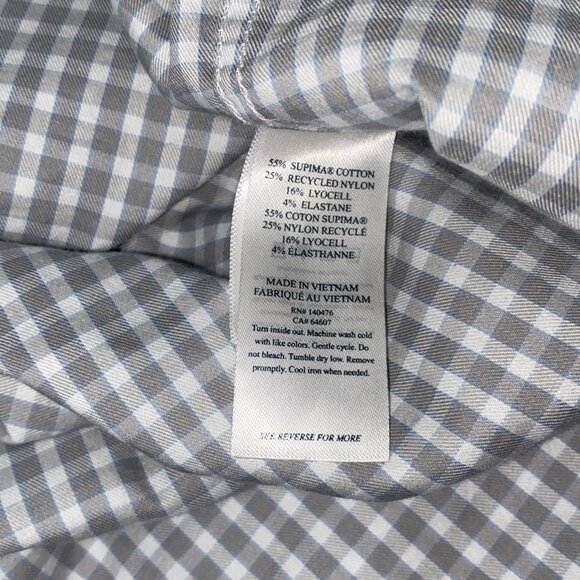 55% SUPIMA® COTTON
25% RECYCLED NYLON
16% LYOCELL
4% ELASTANE
55% COTON SUPIMA®
25% NYLON RECYCLÉ
16% LYOCELL
4% ÉLASTHANNE
MADE IN VIETNAM
FABRIQUÉ AU VIETNAM
RN# 140476
CA# 64607
Turn inside out. Machine wash cold
with like colors. Gentle cycle. Do
not bleach. Tumble dry low. Remove
promptly. Cool iron when needed.
SEE REVERSE FOR MORE